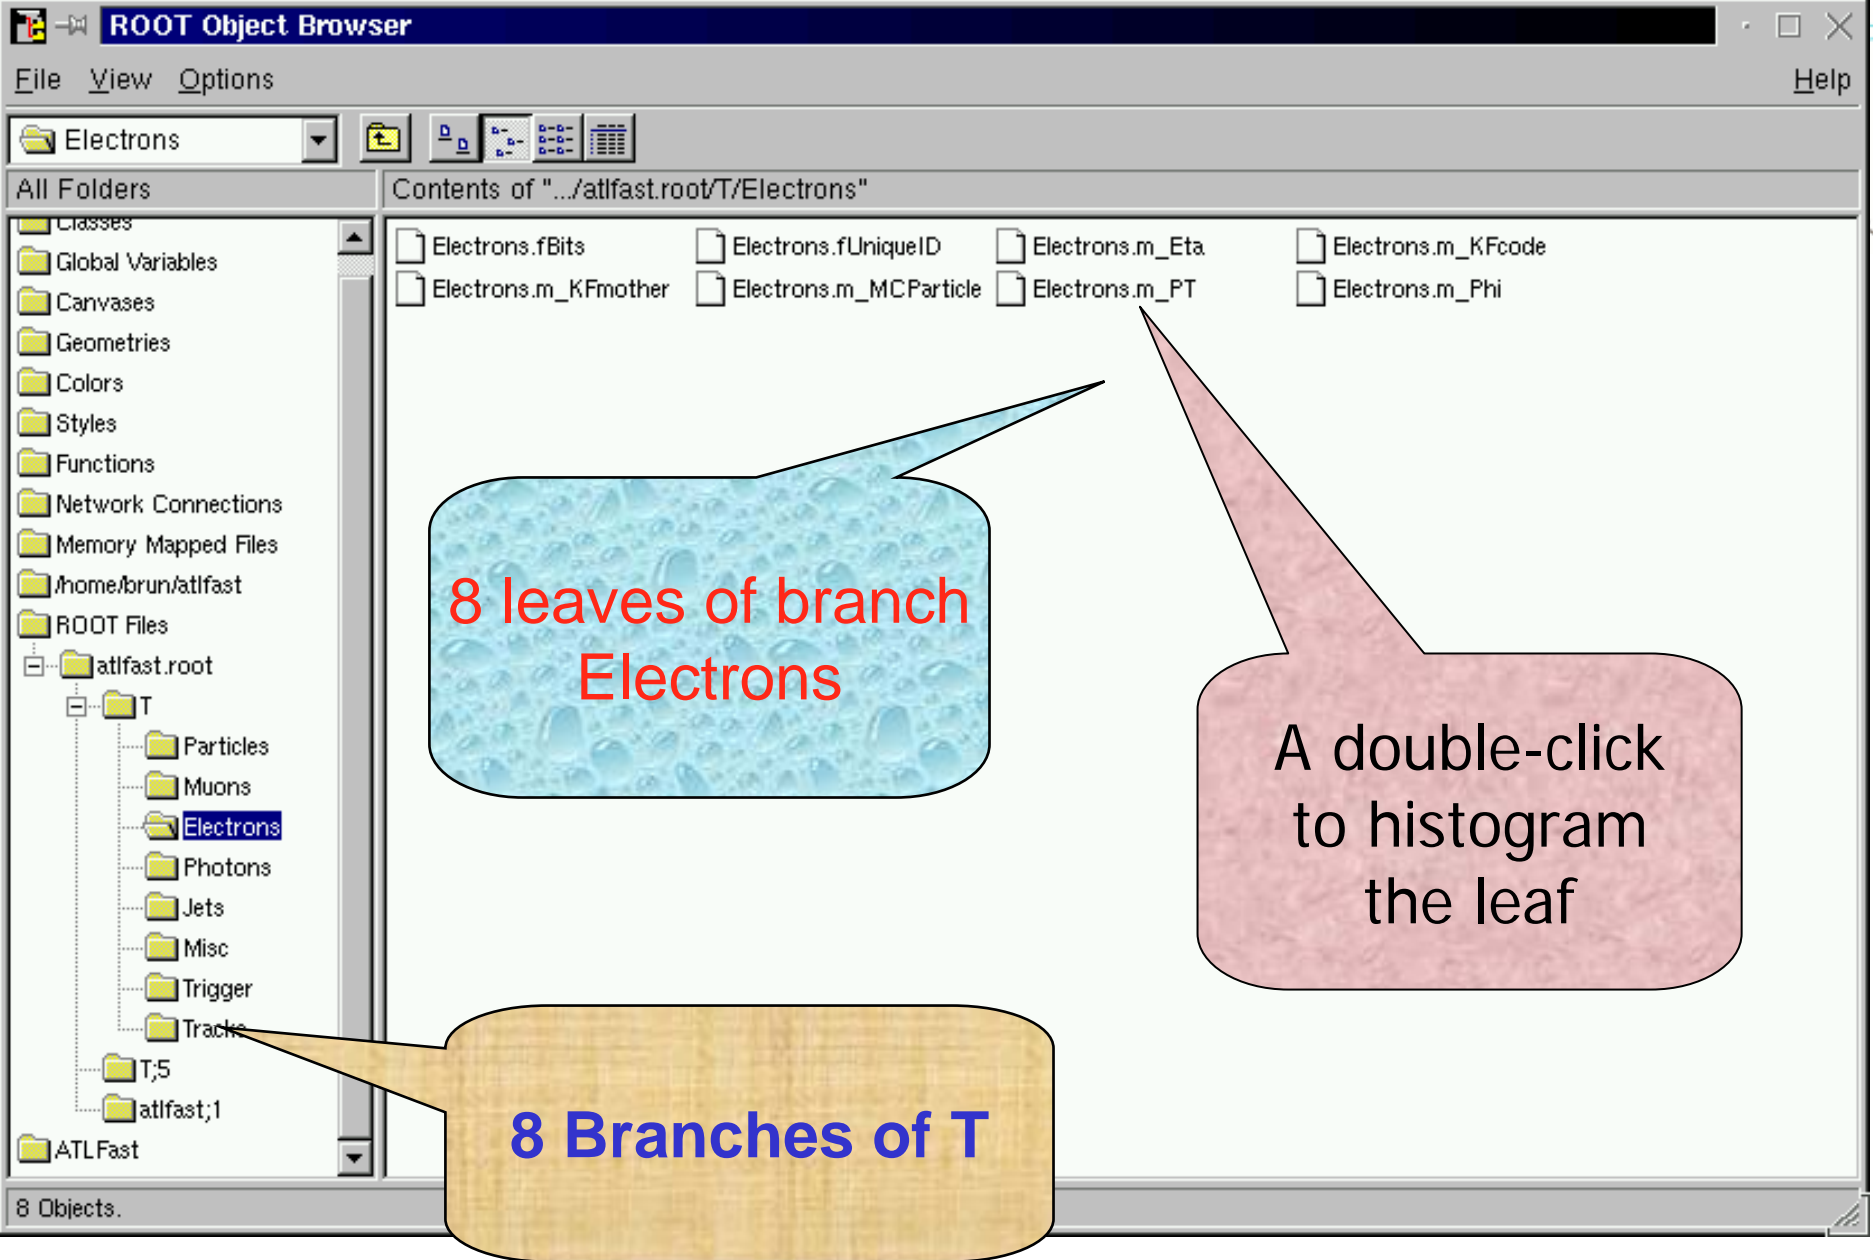 ROOT Object Browser
File View Options Help
Electrons
All Folders
Contents of ".../atlfast.root/T/Electrons"
Classes
Global Variables
Canvases
Geometries
Colors
Styles
Functions
Network Connections
Memory Mapped Files
/home/brun/atlfast
ROOT Files
atlfast.root
T
Particles
Muons
Electrons
Photons
Jets
Misc
Trigger
Tracks
T;5
atlfast;1
ATLFast
Electrons.fBits Electrons.fUniqueID Electrons.m_Eta Electrons.m_KFcode
Electrons.m_KFmother Electrons.m_MCParticle Electrons.m_PT Electrons.m_Phi
8 leaves of branch
Electrons
A double-click
to histogram
the leaf
8 Branches of T
8 Objects.